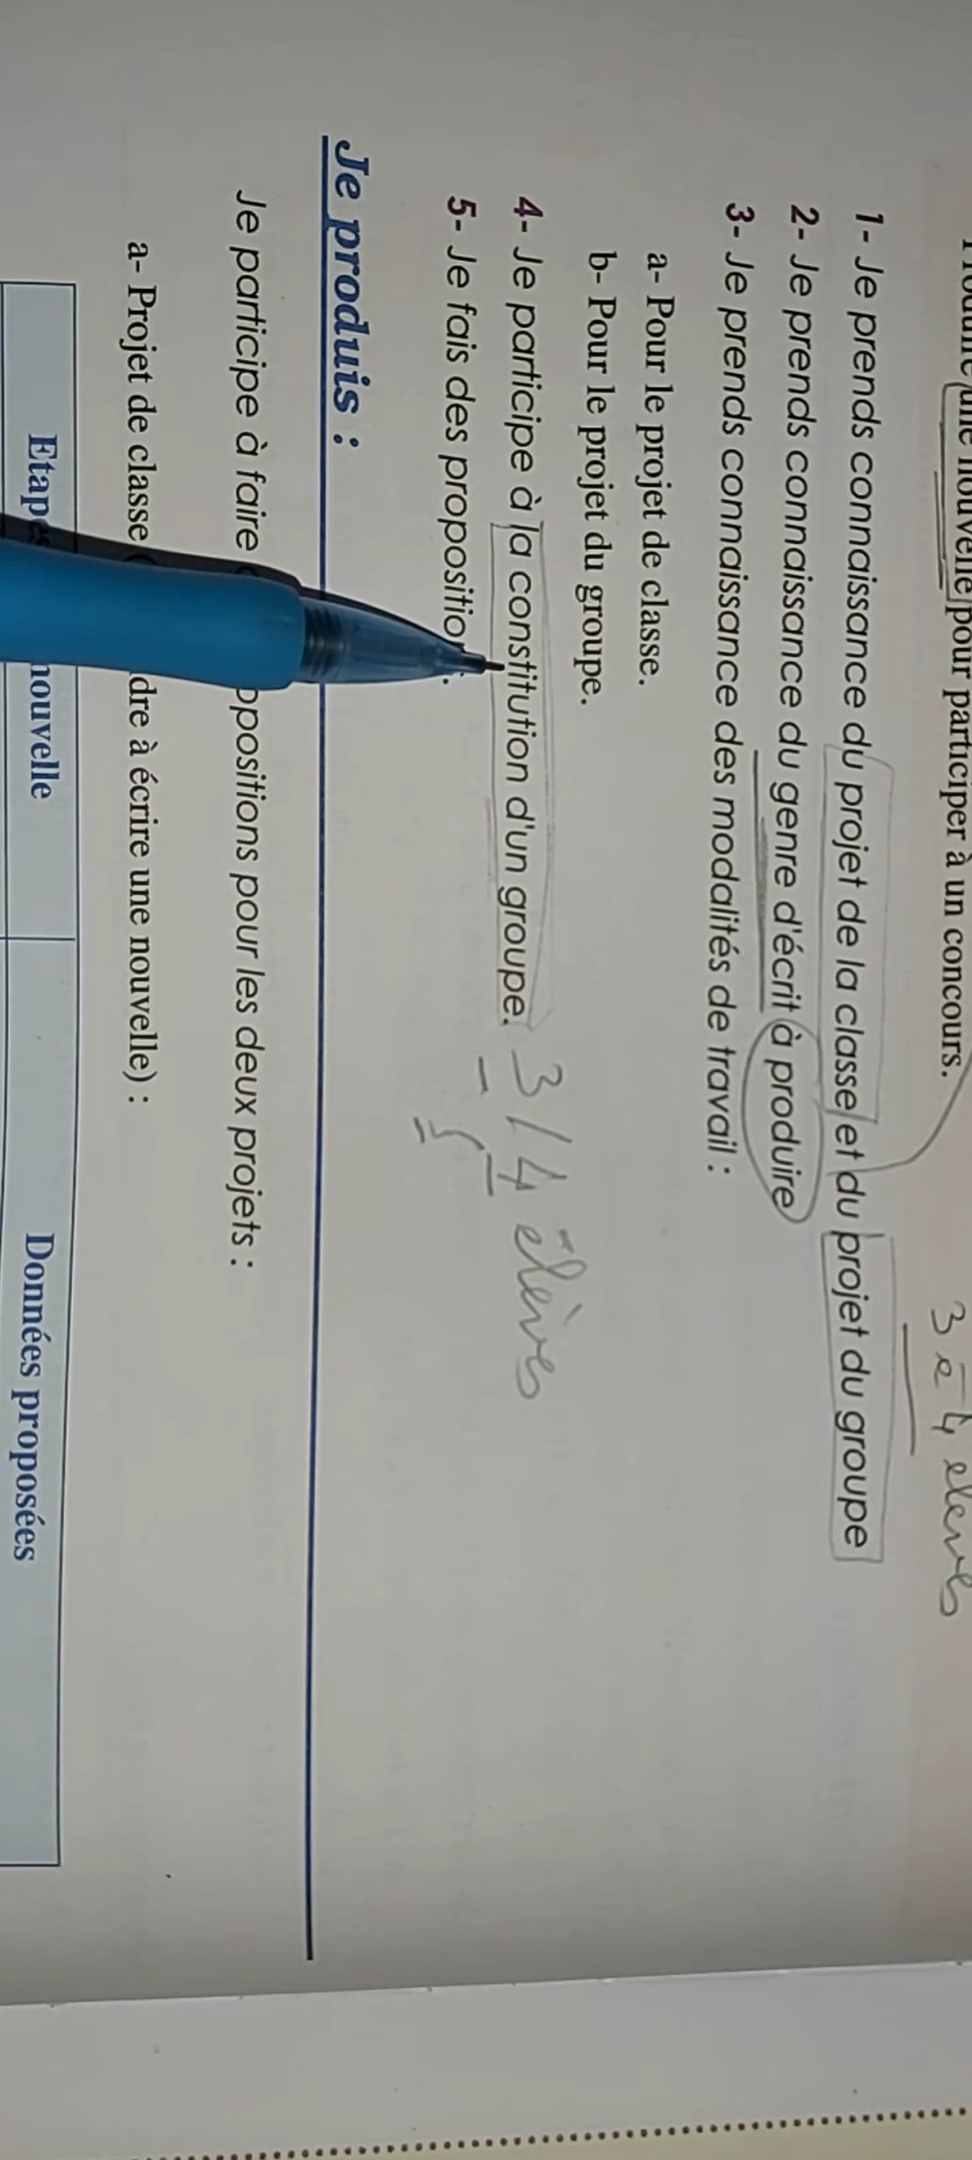 une nouvelle pour participer à un concours.
3 à 4 élèves
1- Je prends connaissance du projet de la classe et du projet du groupe
2- Je prends connaissance du genre d'écrit à produire
3- Je prends connaissance des modalités de travail :
a- Pour le projet de classe.
b- Pour le projet du groupe.
4- Je participe à la constitution d'un groupe. 3/4 élèves
5- Je fais des
Je produis :
Je participe à faire pour les deux projets :
a- Projet de classe à écrire une nouvelle) :
nouvelle Données proposées